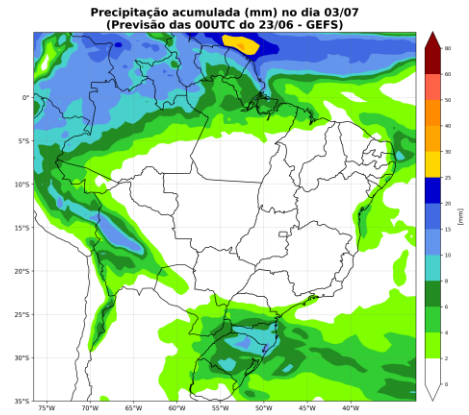 Precipitação acumulada (mm) no dia 03/07
(Previsão das 00UTC do 23/06 - GEFS)
0°
5°S
10°S
15°S
20°S
25°S
30°S
35°S
75°W 70°W 65°W 60°W 55°W 50°W 45°W 40°W
80
60
50
40
30
25
20
15
10
8
6
4
2
0
[mm]